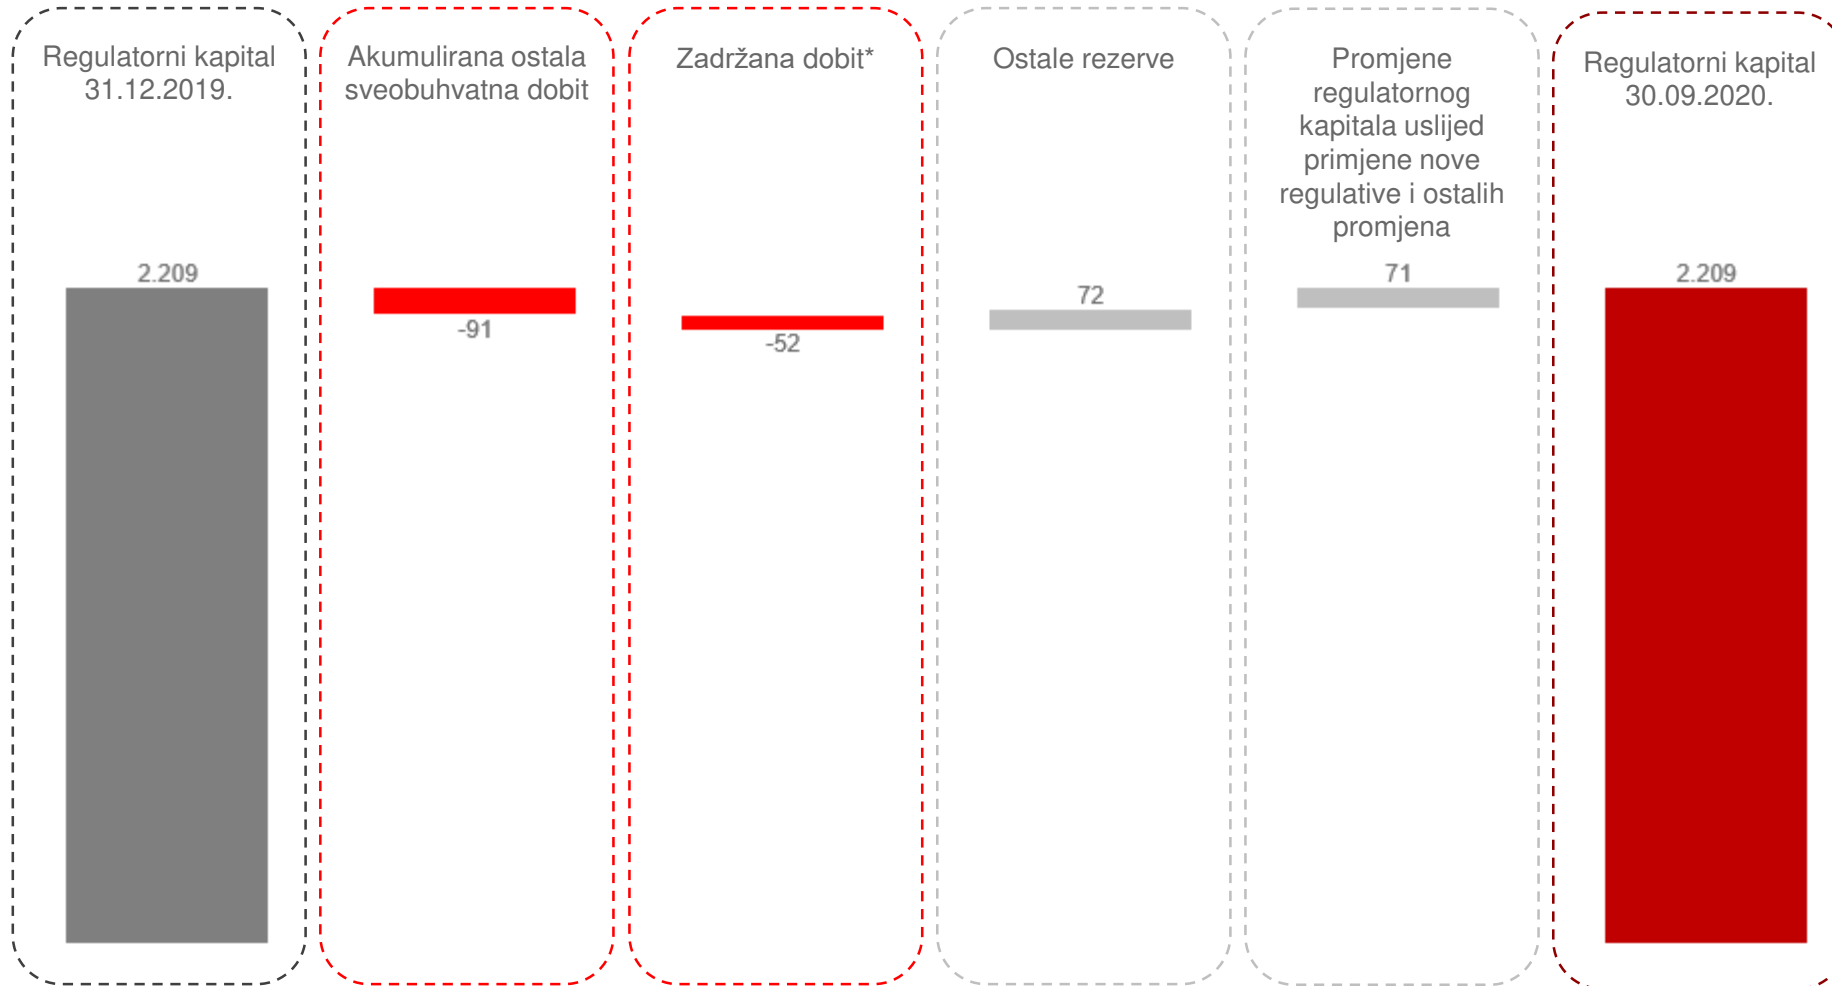 Regulatorni kapital
31.12.2019.
2.209
Akumulirana ostala
sveobuhvatna dobit
-91
Zadržana dobit*
-52
Ostale rezerve
72
Promjene
regulatornog
kapitala uslijed
primjene nove
regulative i ostalih
promjena
71
Regulatorni kapital
30.09.2020.
2.209